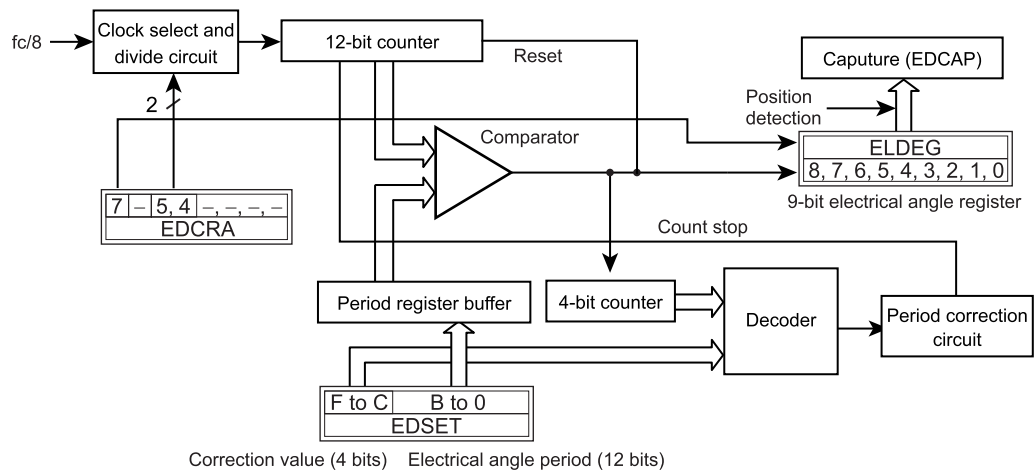 fc/8
Clock select and
divide circuit
12-bit counter
Reset
Caputure (EDCAP)
Position
detection
2
Comparator
ELDEG
8, 7, 6, 5, 4, 3, 2, 1, 0
9-bit electrical angle register
7 – 5, 4 –, –, –, –
EDCRA
Count stop
Period register buffer
4-bit counter
Decoder
Period correction
circuit
F to C B to 0
EDSET
Correction value (4 bits) Electrical angle period (12 bits)